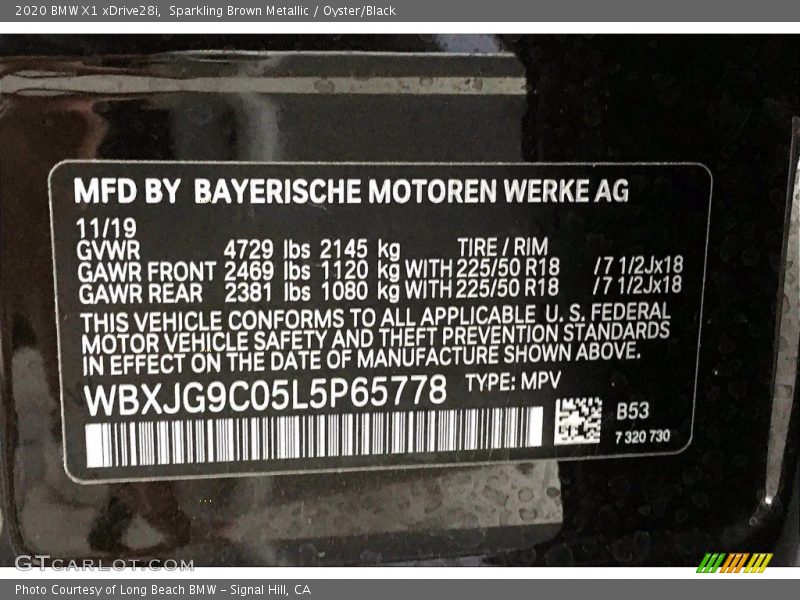 2020 BMW X1 xDrive28i, Sparkling Brown Metallic / Oyster/Black
MFD BY BAYERISCHE MOTOREN WERKE AG
11/19
GVWR 4729 lbs 2145 kg TIRE / RIM
GAWR FRONT 2469 lbs 1120 kg WITH 225/50 R18 /7 1/2Jx18
GAWR REAR 2381 lbs 1080 kg WITH 225/50 R18 /7 1/2Jx18
THIS VEHICLE CONFORMS TO ALL APPLICABLE U. S. FEDERAL
MOTOR VEHICLE SAFETY AND THEFT PREVENTION STANDARDS
IN EFFECT ON THE DATE OF MANUFACTURE SHOWN ABOVE.
WBXJG9C05L5P65778 TYPE: MPV
B53
7 320 730
GTCARLOT.COM
Photo Courtesy of Long Beach BMW - Signal Hill, CA